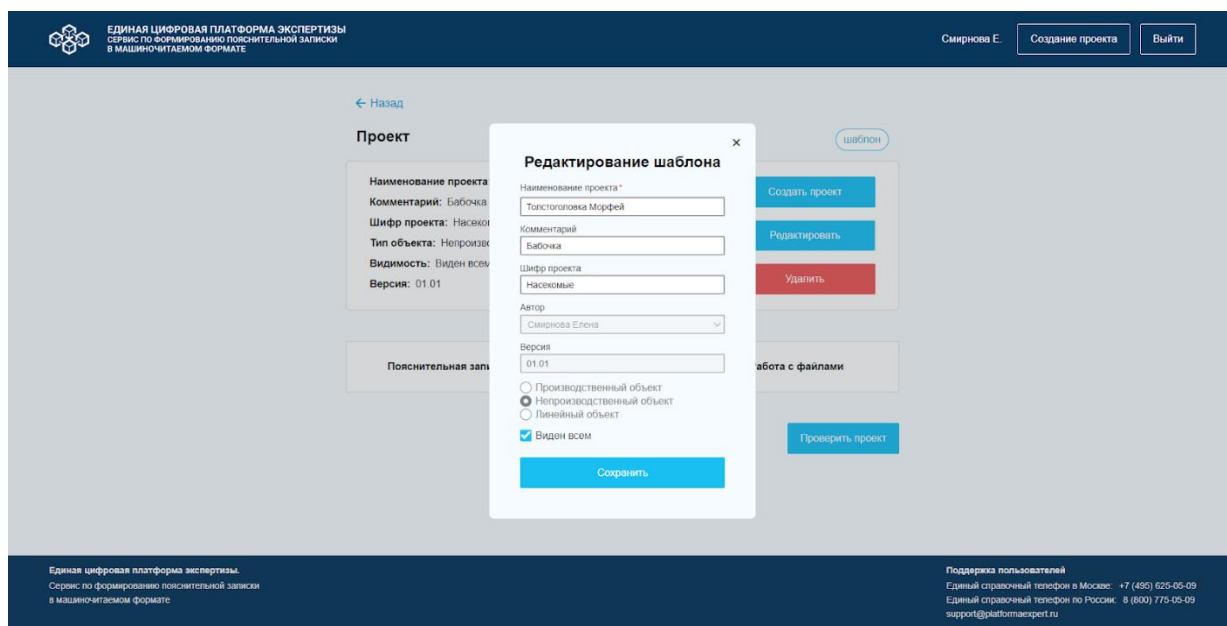 ЕДИНАЯ ЦИФРОВАЯ ПЛАТФОРМА ЭКСПЕРТИЗЫ
СЕРВИС ПО ФОРМИРОВАНИЮ ПОЯСНИТЕЛЬНОЙ ЗАПИСКИ
В МАШИНОЧИТАЕМОМ ФОРМАТЕ
Смирнова Е.
Создание проекта
Выйти
← Назад
Проект
шаблон
Наименование проекта
Комментарий: Бабочка
Шифр проекта: Насеко
Тип объекта: Непроизво
Видимость: Виден всем
Версия: 01.01
Создать проект
Редактировать
Удалить
Пояснительная запи
абота с файлами
Проверить проект
×
Редактирование шаблона
Наименование проекта*
Толстоголовка Морфей
Комментарий
Бабочка
Шифр проекта
Насекомые
Автор
Смирнова Елена
Версия
01.01
Производственный объект
Непроизводственный объект
Линейный объект
Виден всем
Сохранить
Единая цифровая платформа экспертизы.
Сервис по формированию пояснительной записки
в машиночитаемом формате
Поддержка пользователей
Единый справочный телефон в Москве: +7 (495) 625-05-09
Единый справочный телефон по России: 8 (800) 775-05-09
support@platformaexpert.ru